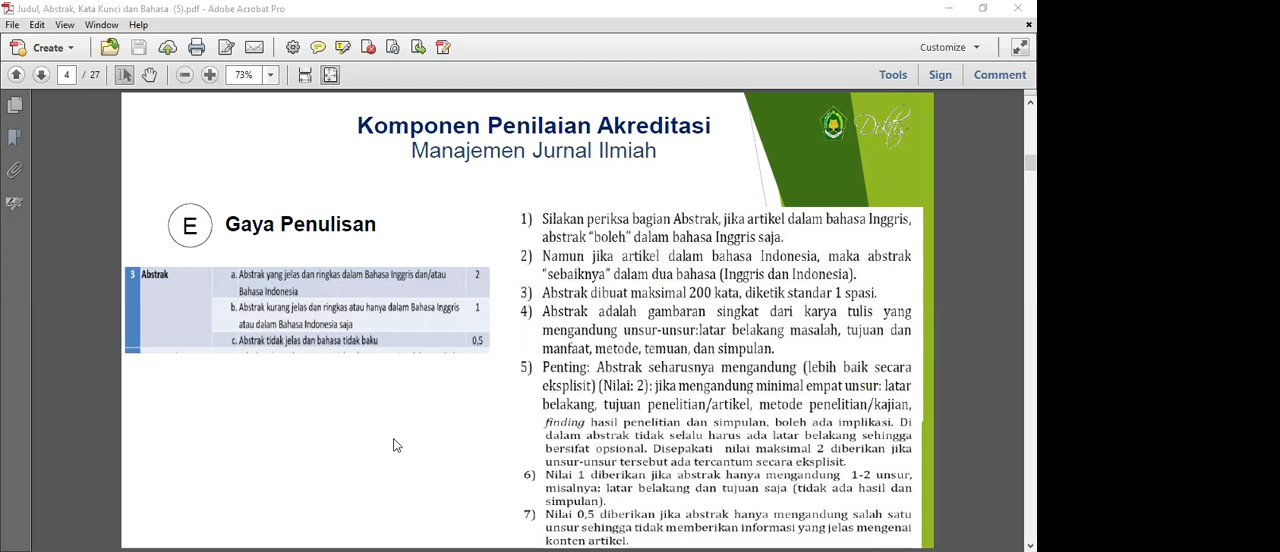 Judul, Abstrak, Kata Kunci dan Bahasa (5).pdf - Adobe Acrobat Pro
File Edit View Window Help
Create
Customize
4 / 27
73%
Tools Sign Comment
Komponen Penilaian Akreditasi
Manajemen Jurnal Ilmiah
Diktis
E Gaya Penulisan
3 Abstrak a. Abstrak yang jelas dan ringkas dalam Bahasa Inggris dan/atau 2
Bahasa Indonesia
b. Abstrak kurang jelas dan ringkas atau hanya dalam Bahasa Inggris 1
atau dalam Bahasa Indonesia saja
c. Abstrak tidak jelas dan bahasa tidak baku 0,5
1) Silakan periksa bagian Abstrak, jika artikel dalam bahasa Inggris,
abstrak “boleh” dalam bahasa Inggris saja.
2) Namun jika artikel dalam bahasa Indonesia, maka abstrak
“sebaiknya” dalam dua bahasa (Inggris dan Indonesia).
3) Abstrak dibuat maksimal 200 kata, diketik standar 1 spasi.
4) Abstrak adalah gambaran singkat dari karya tulis yang
mengandung unsur-unsur:latar belakang masalah, tujuan dan
manfaat, metode, temuan, dan simpulan.
5) Penting: Abstrak seharusnya mengandung (lebih baik secara
eksplisit) (Nilai: 2): jika mengandung minimal empat unsur: latar
belakang, tujuan penelitian/artikel, metode penelitian/kajian,
finding hasil penelitian dan simpulan, boleh ada implikasi. Di
dalam abstrak tidak selalu harus ada latar belakang sehingga
bersifat opsional. Disepakati nilai maksimal 2 diberikan jika
unsur-unsur tersebut ada tercantum secara eksplisit.
6) Nilai 1 diberikan jika abstrak hanya mengandung 1-2 unsur,
misalnya: latar belakang dan tujuan saja (tidak ada hasil dan
simpulan).
7) Nilai 0,5 diberikan jika abstrak hanya mengandung salah satu
unsur sehingga tidak memberikan informasi yang jelas mengenai
konten artikel.